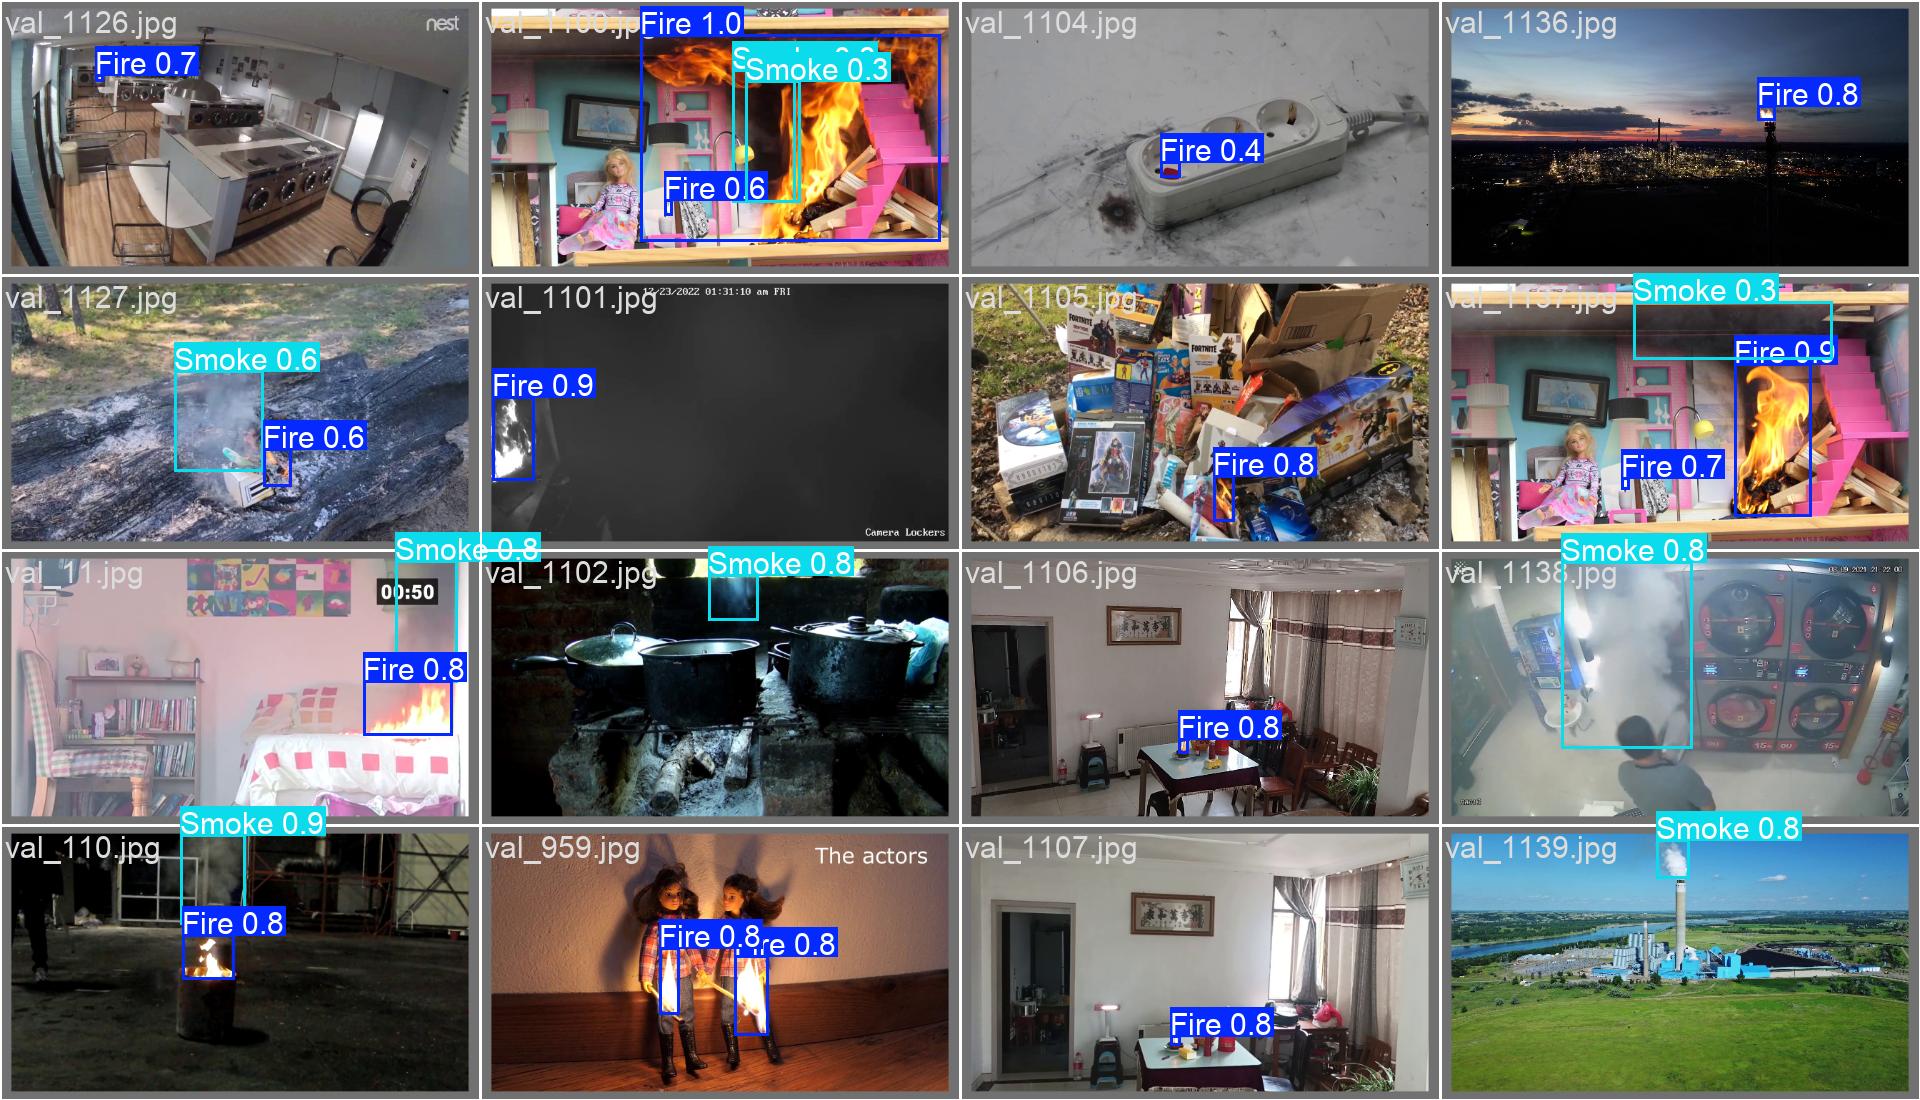 val_1126.jpg
nest
Fire 0.7
val_1100.jpg
Fire 1.0
Smoke 0.3
Fire 0.6
val_1104.jpg
Fire 0.4
val_1136.jpg
Fire 0.8
val_1127.jpg
Smoke 0.6
Fire 0.6
val_1101.jpg
12/23/2022 01:31:10 am FRI
Fire 0.9
Camera Lockers
val_1105.jpg
FORTNITE
FORTNITE
Fire 0.8
val_1137.jpg
Smoke 0.3
Fire 0.9
Fire 0.7
val_11.jpg
Smoke 0.8
00:50
Fire 0.8
val_1102.jpg
Smoke 0.8
val_1106.jpg
Fire 0.8
val_1138.jpg
Smoke 0.8
val_110.jpg
Smoke 0.9
Fire 0.8
val_959.jpg
The actors
Fire 0.8
Fire 0.8
val_1107.jpg
Fire 0.8
val_1139.jpg
Smoke 0.8